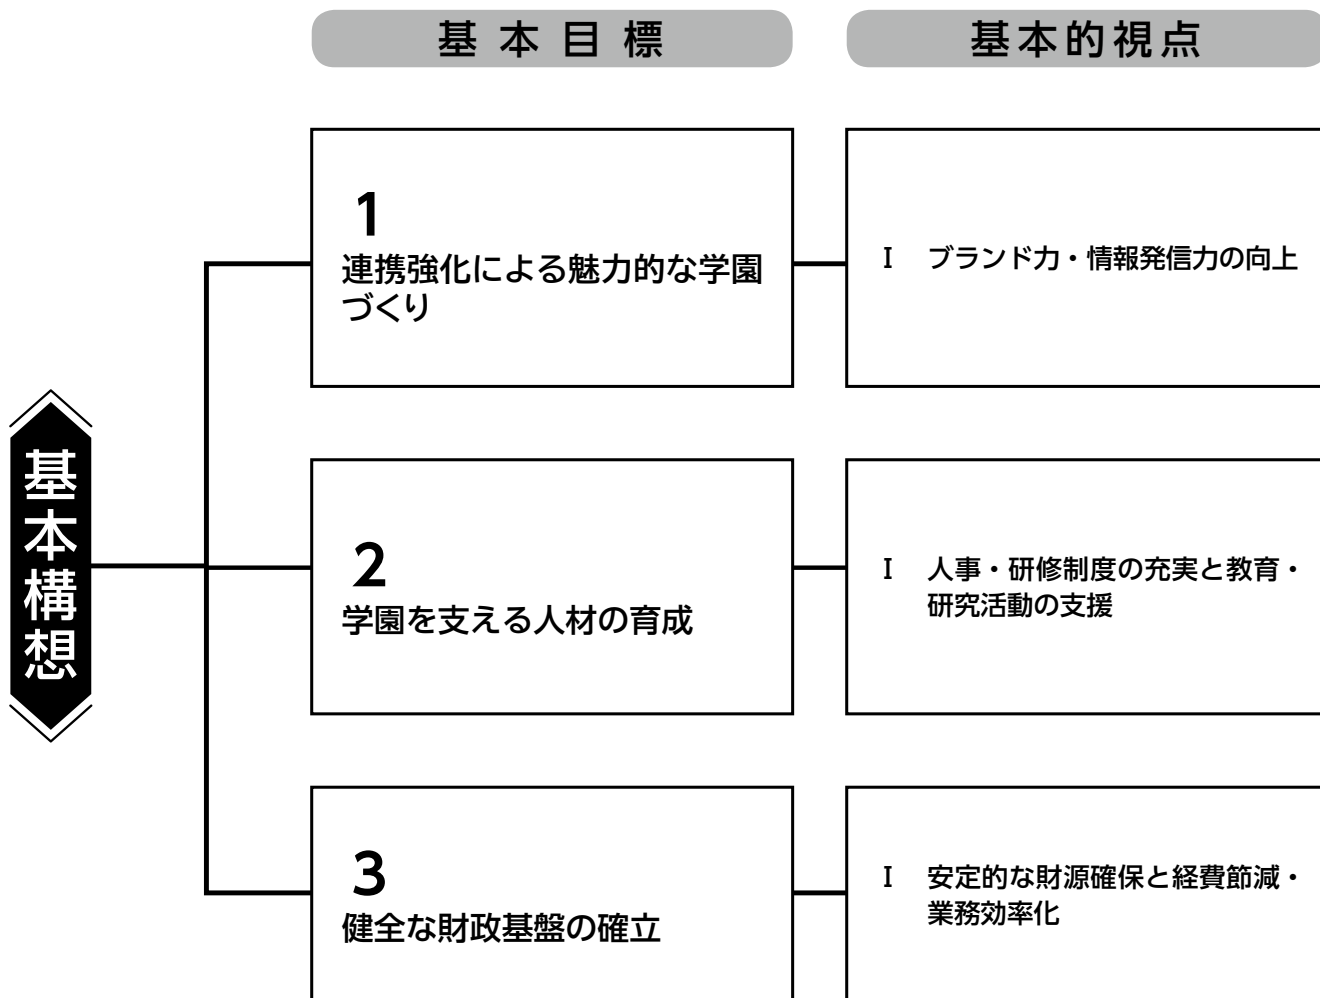 基本目標
基本的視点
基本構想
1
連携強化による魅力的な学園
づくり
I ブランド力・情報発信力の向上
2
学園を支える人材の育成
I 人事・研修制度の充実と教育・
研究活動の支援
3
健全な財政基盤の確立
I 安定的な財源確保と経費節減・
業務効率化